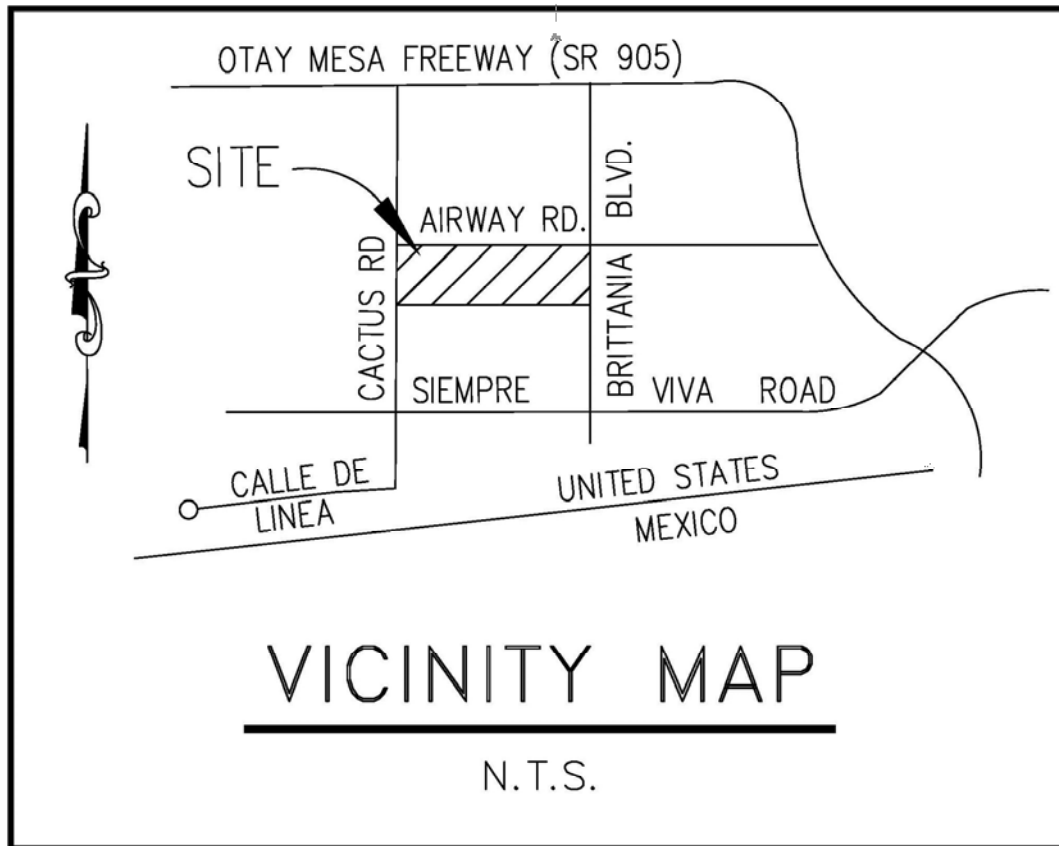 OTAY MESA FREEWAY (SR 905)
SITE
BLVD.
AIRWAY RD.
CACTUS RD
BRITTANIA
SIEMPRE VIVA ROAD
CALLE DE
LINEA
UNITED STATES
MEXICO
VICINITY MAP
N.T.S.